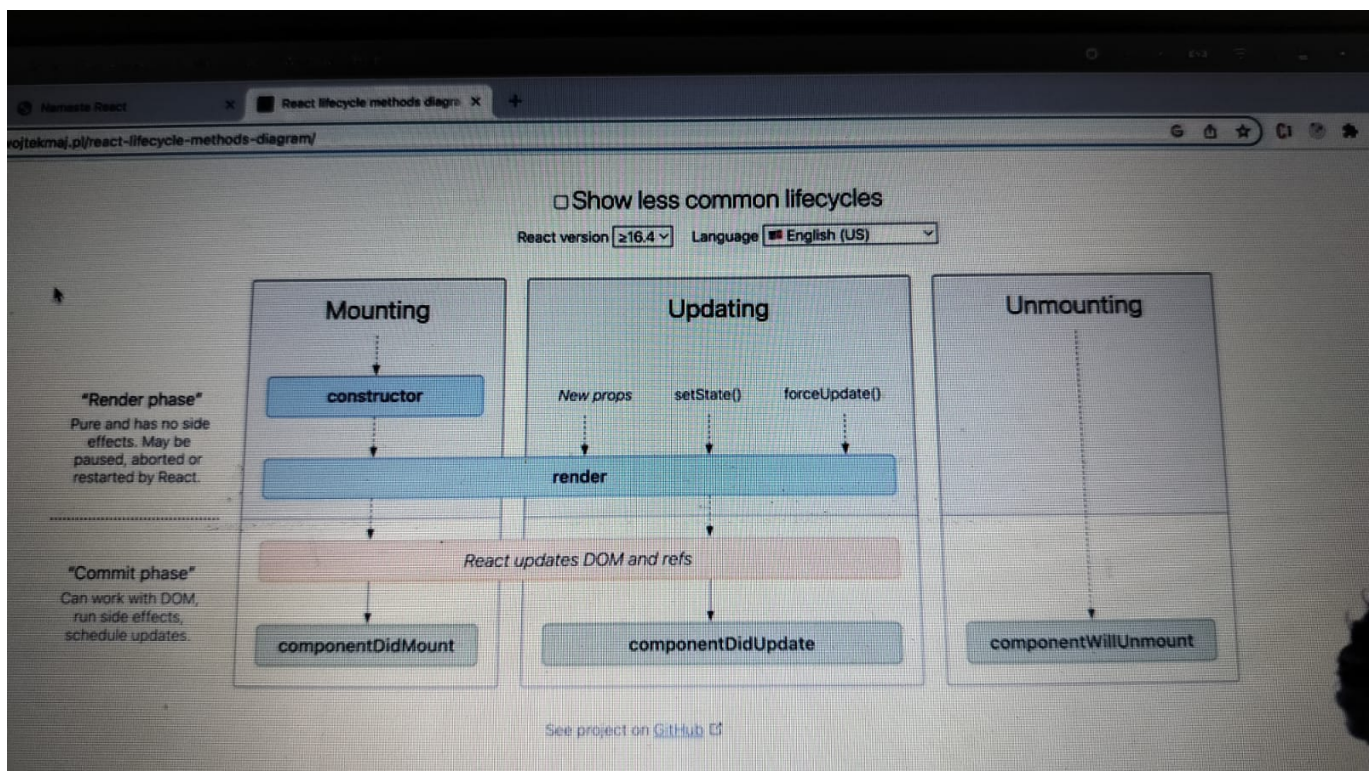 Namaste React
React lifecycle methods diagra
ojtekmaj.pl/react-lifecycle-methods-diagram/
Show less common lifecycles
React version ≥16.4 Language English (US)
Mounting
Updating
Unmounting
"Render phase"
Pure and has no side
effects. May be
paused, aborted or
restarted by React.
constructor
New props
setState()
forceUpdate()
render
React updates DOM and refs
"Commit phase"
Can work with DOM,
run side effects,
schedule updates.
componentDidMount
componentDidUpdate
componentWillUnmount
See project on GitHub